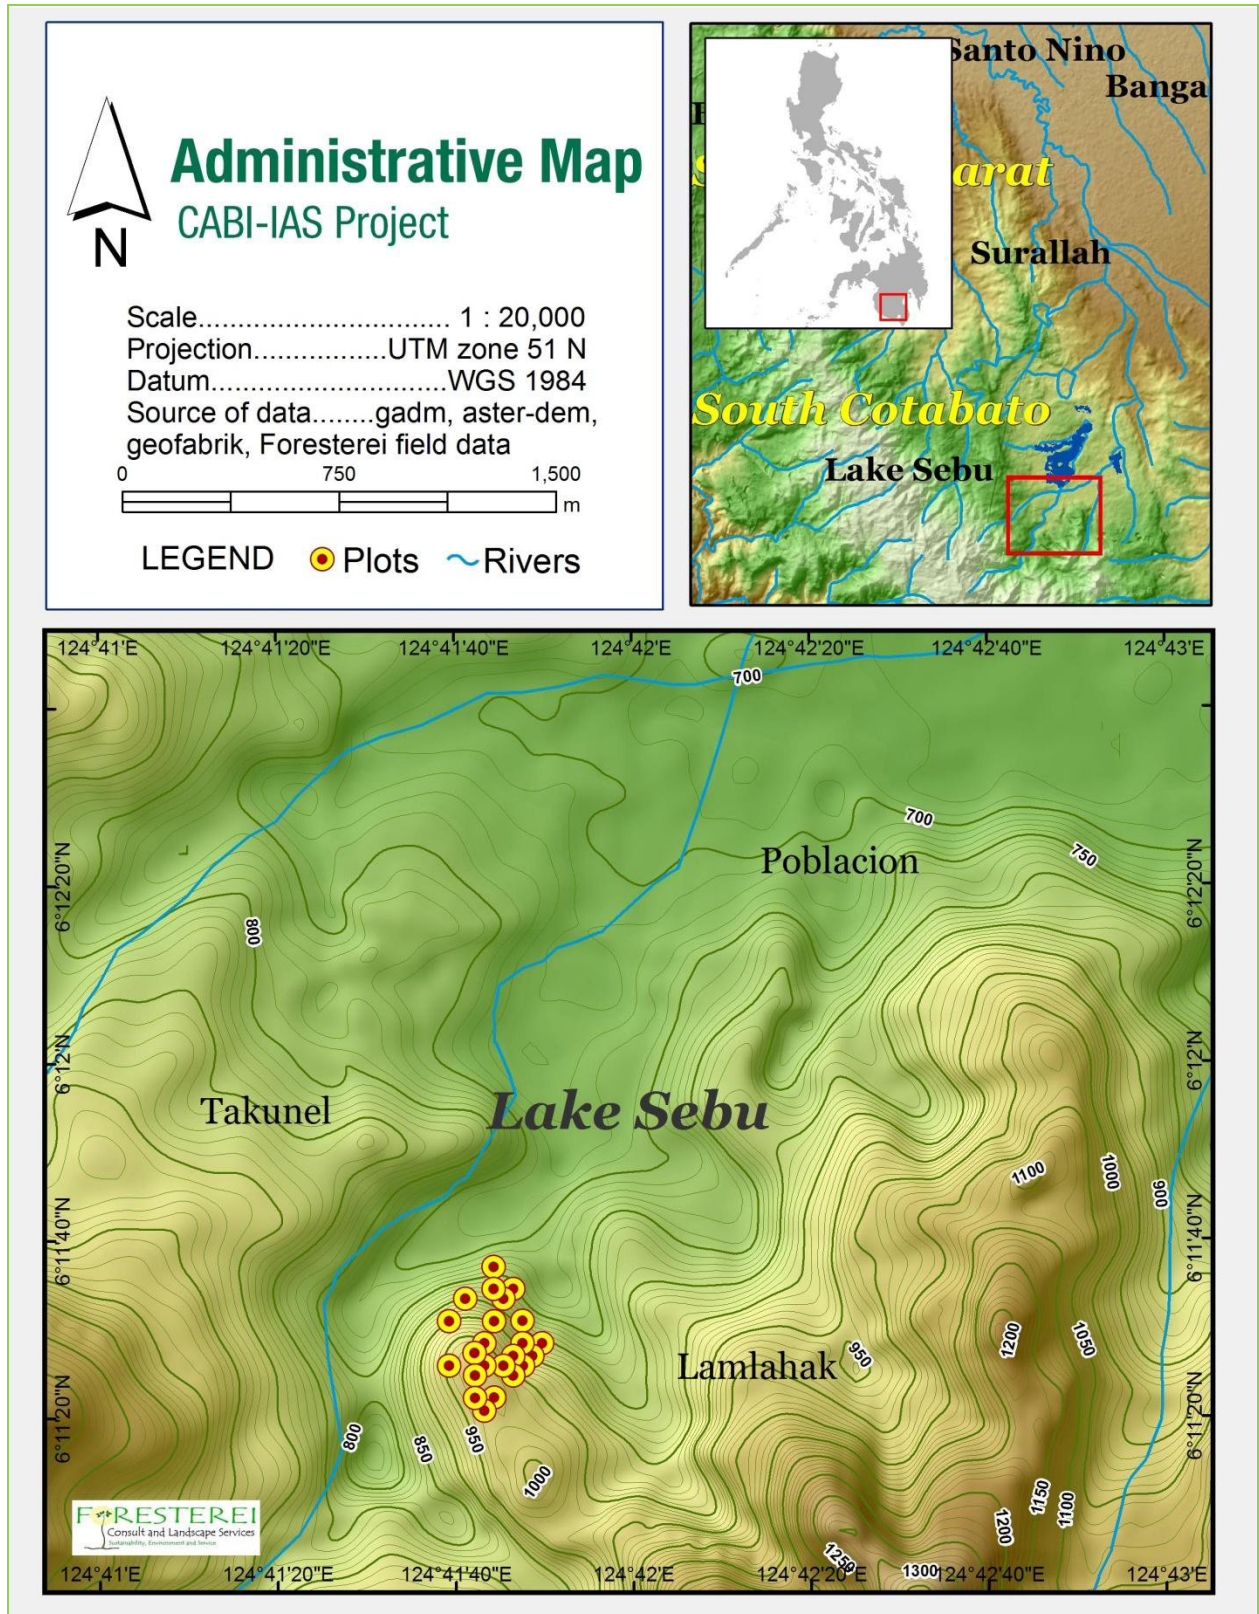 Administrative Map
CABI-IAS Project
N
Scale.............................. 1 : 20,000
Projection.................UTM zone 51 N
Datum..............................WGS 1984
Source of data........gadm, aster-dem,
geofabrik, Foresterei field data
0 750 1,500
m
LEGEND Plots Rivers
Santo Nino
Banga
arat
Surallah
South Cotabato
Lake Sebu
124°41'E 124°41'20"E 124°41'40"E 124°42'E 124°42'20"E 124°42'40"E 124°43'E
700
700
Poblacion
750
6°12'20"N 6°12'20"N
800
6°12'N 6°12'N
Takunel
Lake Sebu
1100
1000
900
6°11'40"N 6°11'40"N
1200
1050
950
Lamlahak
6°11'20"N 6°11'20"N
800
850
950
1000
1150
1100
1200
1250
1300
FORESTEREI
Consult and Landscape Services
Sustainability, Environment and Service
124°41'E 124°41'20"E 124°41'40"E 124°42'E 124°42'20"E 124°42'40"E 124°43'E